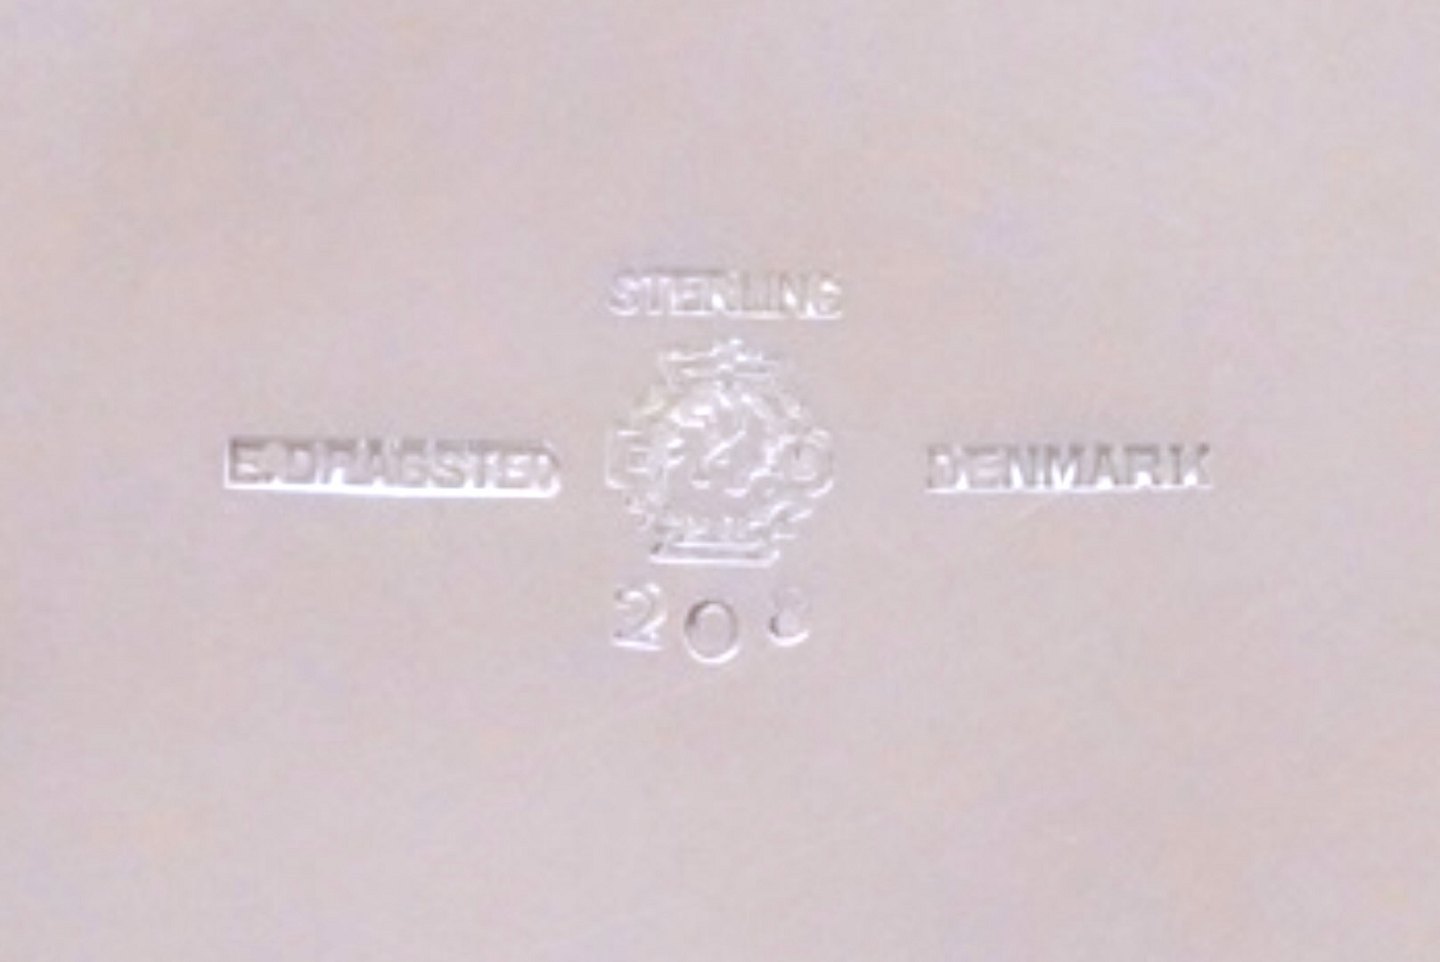 STERLING
E. DRAGSTED DENMARK
208